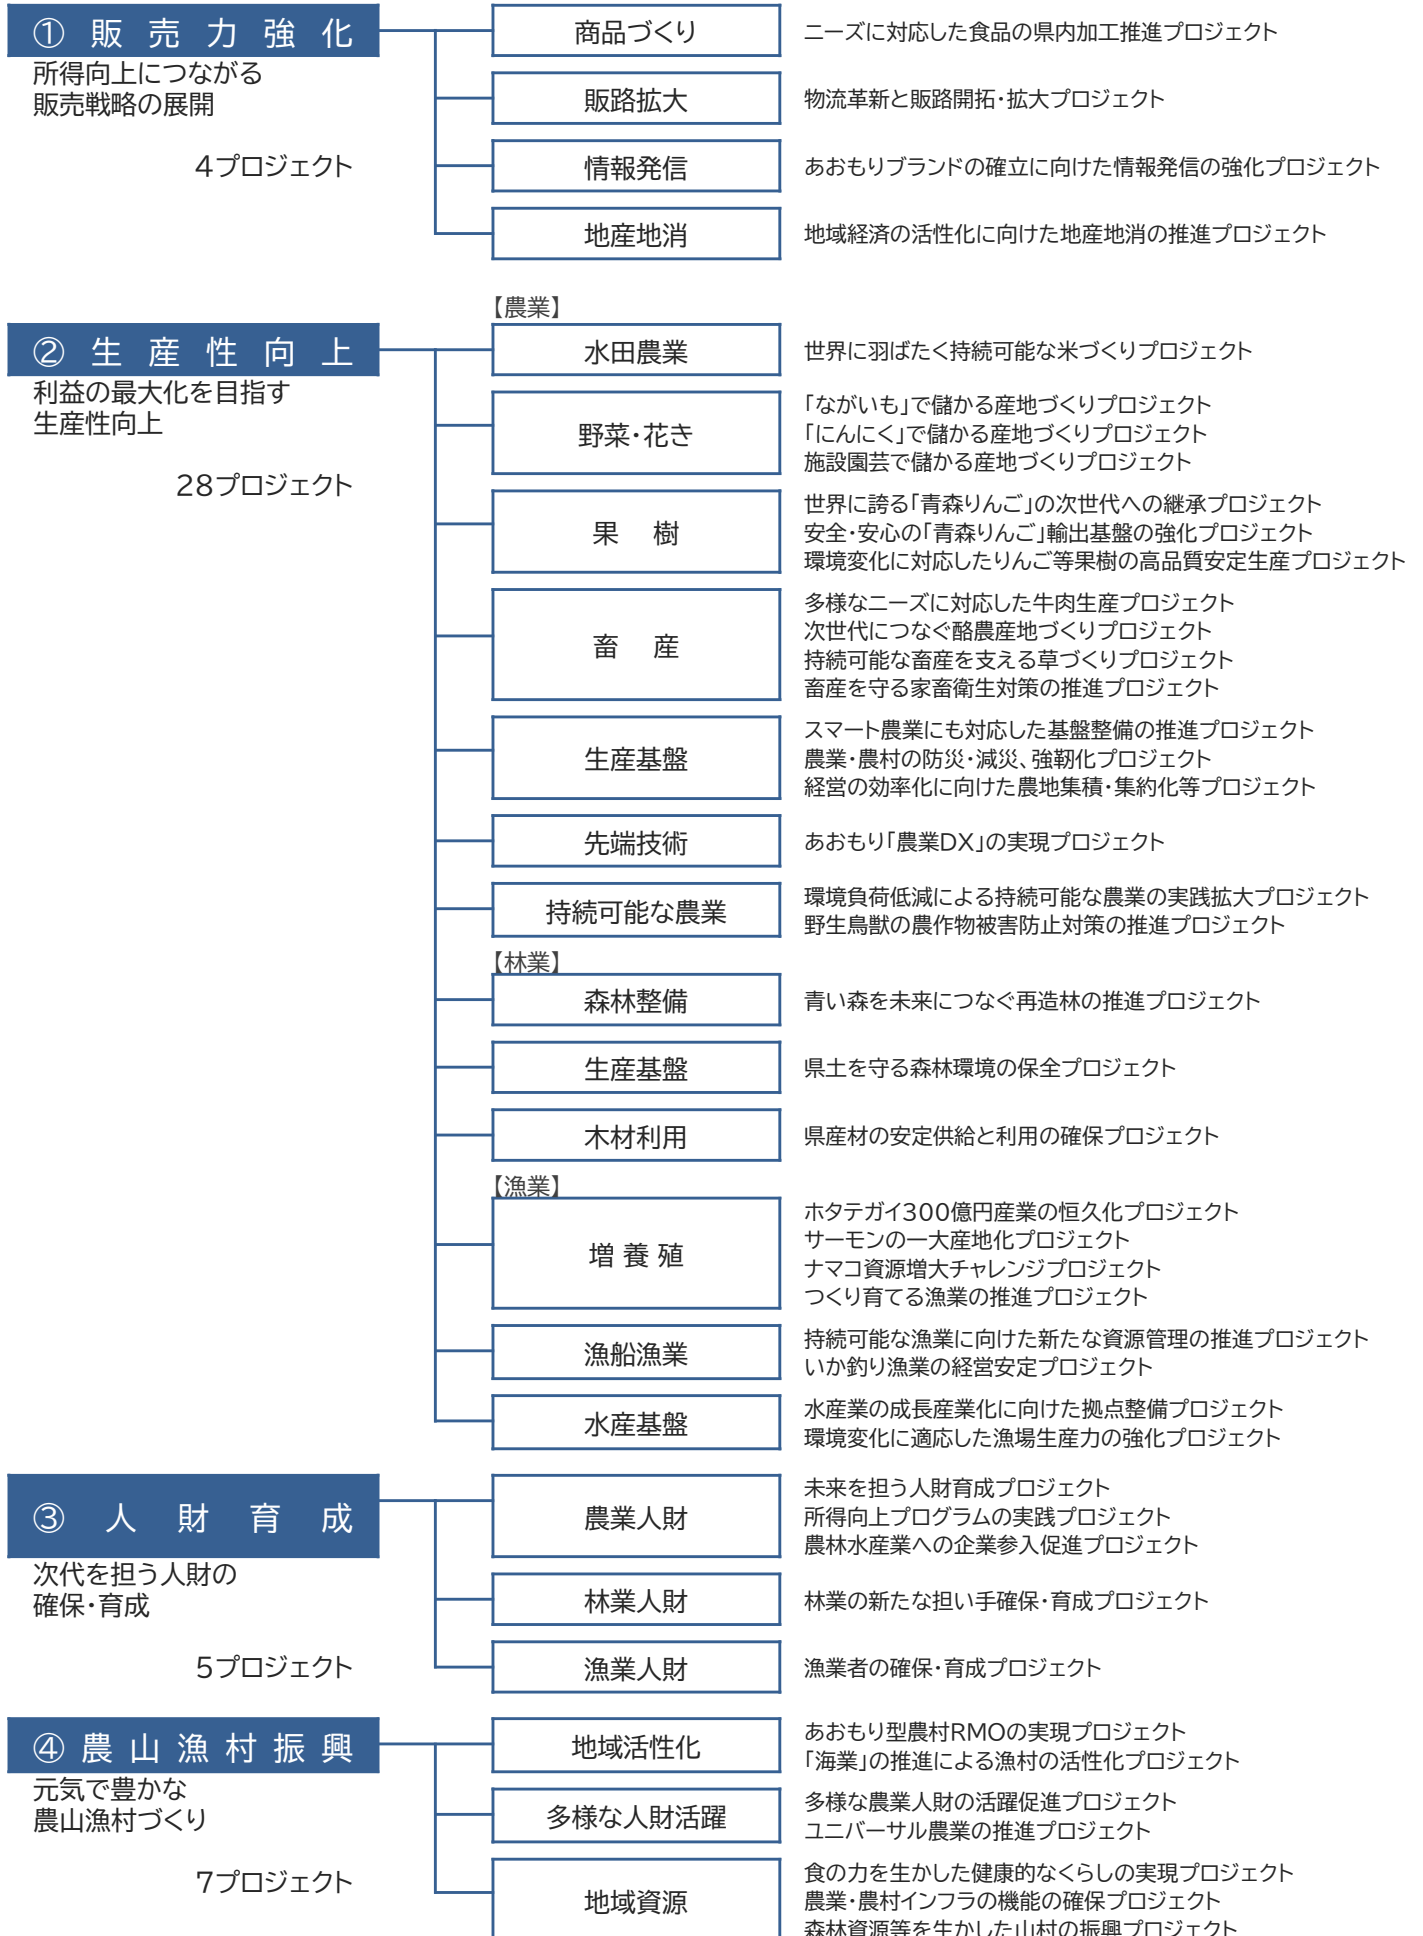 ①販売力強化
所得向上につながる
販売戦略の展開
4プロジェクト
商品づくり
ニーズに対応した食品の県内加工推進プロジェクト
販路拡大
物流革新と販路開拓・拡大プロジェクト
情報発信
あおもりブランドの確立に向けた情報発信の強化プロジェクト
地産地消
地域経済の活性化に向けた地産地消の推進プロジェクト
②生産性向上
利益の最大化を目指す
生産性向上
28プロジェクト
【農業】
水田農業
世界に羽ばたく持続可能な米づくりプロジェクト
野菜・花き
「ながいも」で儲かる産地づくりプロジェクト
「にんにく」で儲かる産地づくりプロジェクト
施設園芸で儲かる産地づくりプロジェクト
果　樹
世界に誇る「青森りんご」の次世代への継承プロジェクト
安全・安心の「青森りんご」輸出基盤の強化プロジェクト
環境変化に対応したりんご等果樹の高品質安定生産プロジェクト
畜　産
多様なニーズに対応した牛肉生産プロジェクト
次世代につなぐ酪農産地づくりプロジェクト
持続可能な畜産を支える草づくりプロジェクト
畜産を守る家畜衛生対策の推進プロジェクト
生産基盤
スマート農業にも対応した基盤整備の推進プロジェクト
農業・農村の防災・減災、強靭化プロジェクト
経営の効率化に向けた農地集積・集約化等プロジェクト
先端技術
あおもり「農業DX」の実現プロジェクト
持続可能な農業
環境負荷低減による持続可能な農業の実践拡大プロジェクト
野生鳥獣の農作物被害防止対策の推進プロジェクト
【林業】
森林整備
青い森を未来につなぐ再造林の推進プロジェクト
生産基盤
県土を守る森林環境の保全プロジェクト
木材利用
県産材の安定供給と利用の確保プロジェクト
【漁業】
増養殖
ホタテガイ300億円産業の恒久化プロジェクト
サーモンの一大産地化プロジェクト
ナマコ資源増大チャレンジプロジェクト
つくり育てる漁業の推進プロジェクト
漁船漁業
持続可能な漁業に向けた新たな資源管理の推進プロジェクト
いか釣り漁業の経営安定プロジェクト
水産基盤
水産業の成長産業化に向けた拠点整備プロジェクト
環境変化に適応した漁場生産力の強化プロジェクト
③人財育成
次代を担う人財の
確保・育成
5プロジェクト
農業人財
未来を担う人財育成プロジェクト
所得向上プログラムの実践プロジェクト
農林水産業への企業参入促進プロジェクト
林業人財
林業の新たな担い手確保・育成プロジェクト
漁業人財
漁業者の確保・育成プロジェクト
④農山漁村振興
元気で豊かな
農山漁村づくり
7プロジェクト
地域活性化
あおもり型農村RMOの実現プロジェクト
「海業」の推進による漁村の活性化プロジェクト
多様な人財活躍
多様な農業人財の活躍促進プロジェクト
ユニバーサル農業の推進プロジェクト
地域資源
食の力を生かした健康的なくらしの実現プロジェクト
農業・農村インフラの機能の確保プロジェクト
森林資源等を生かした山村の振興プロジェクト